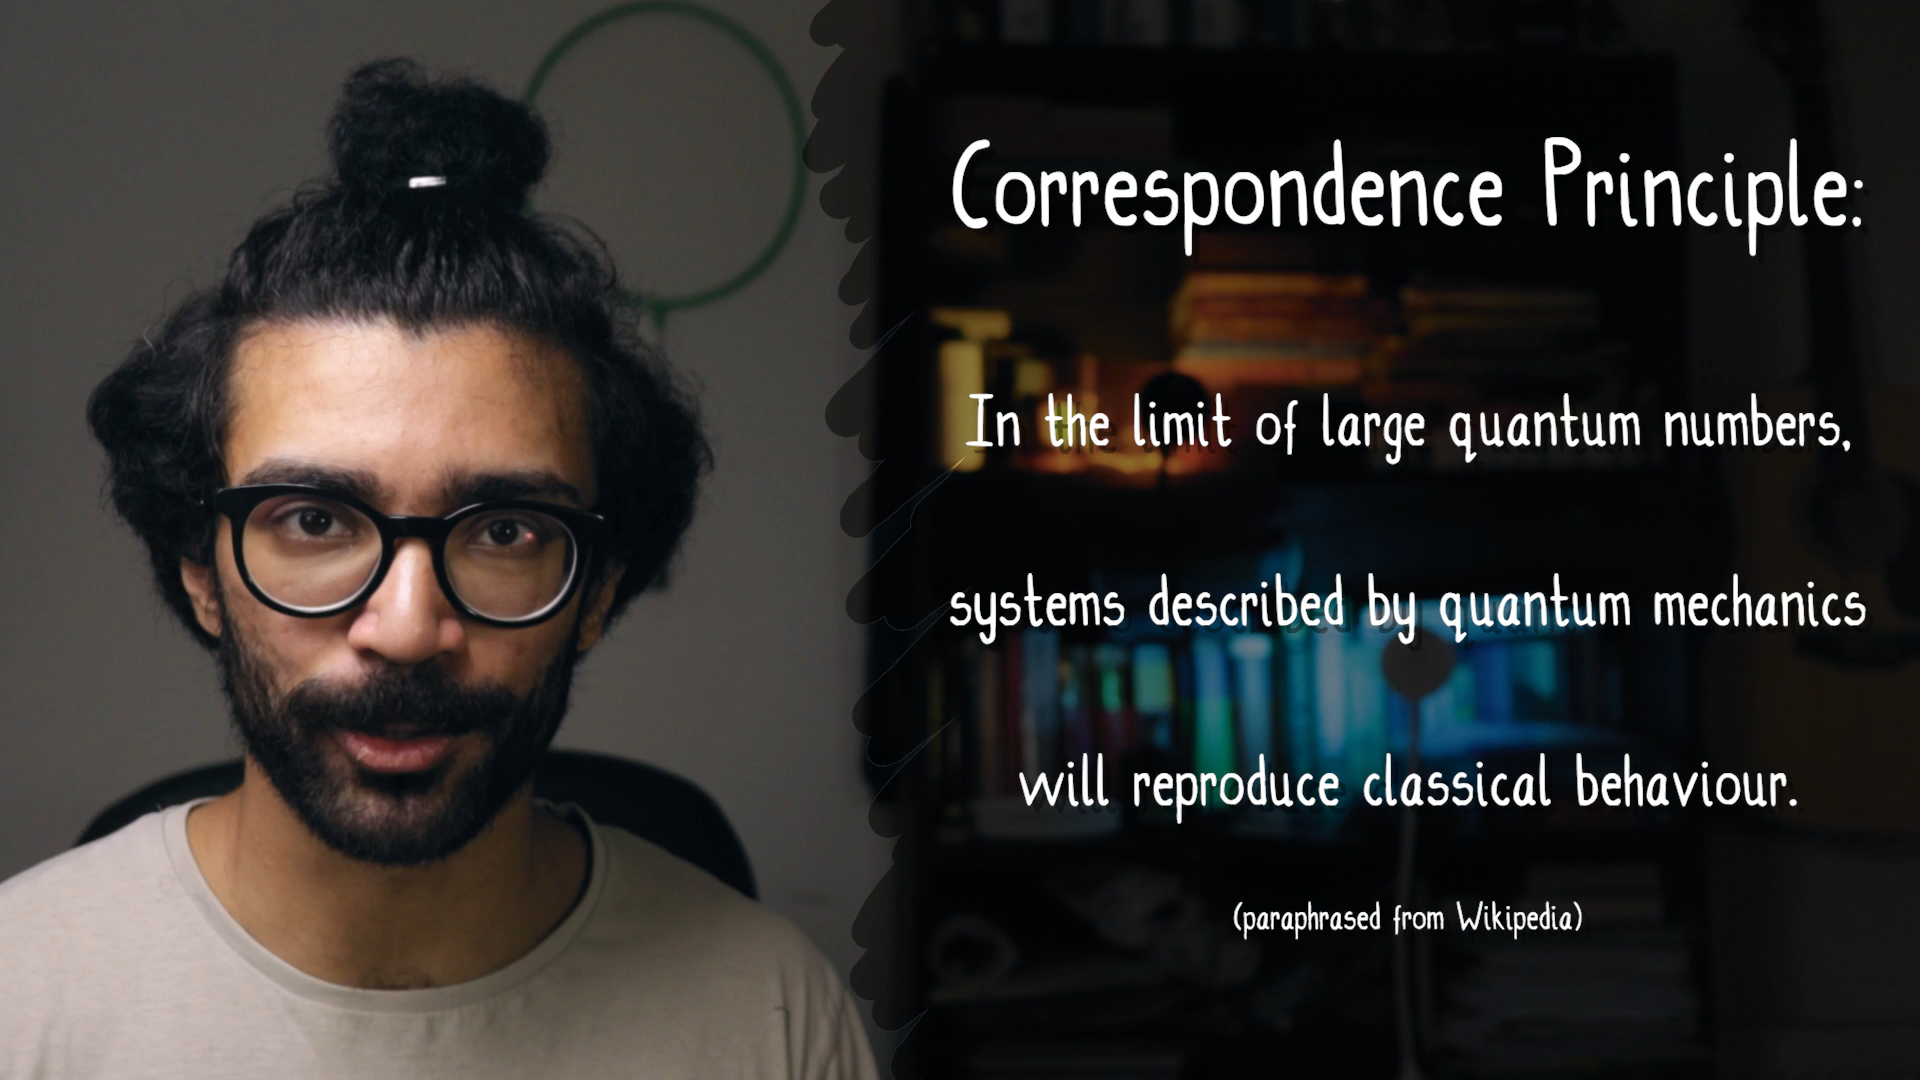 Correspondence Principle:
In the limit of large quantum numbers,
systems described by quantum mechanics
will reproduce classical behaviour.
(paraphrased from Wikipedia)